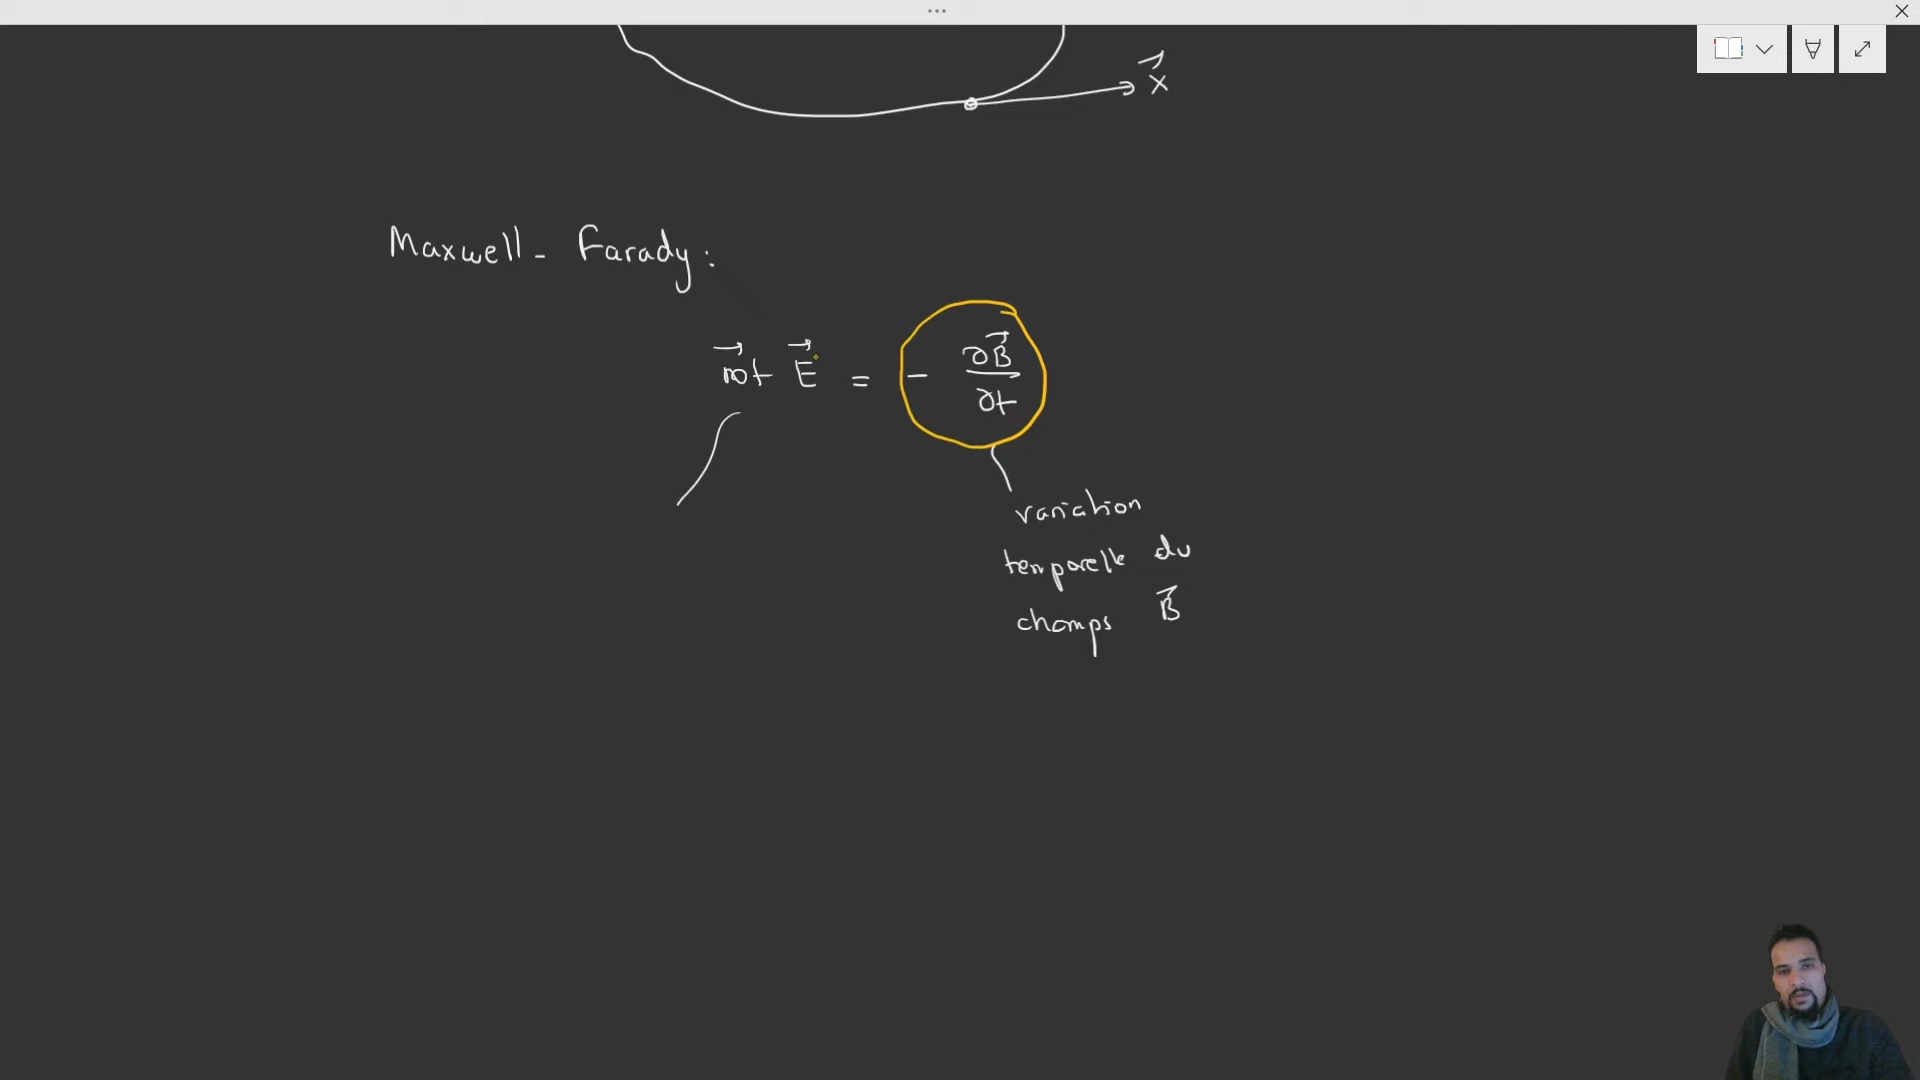 X⃗
Maxwell - Farady :
rot⃗ E⃗ = - ∂B⃗/∂t
variation
temporelle du
champs B⃗